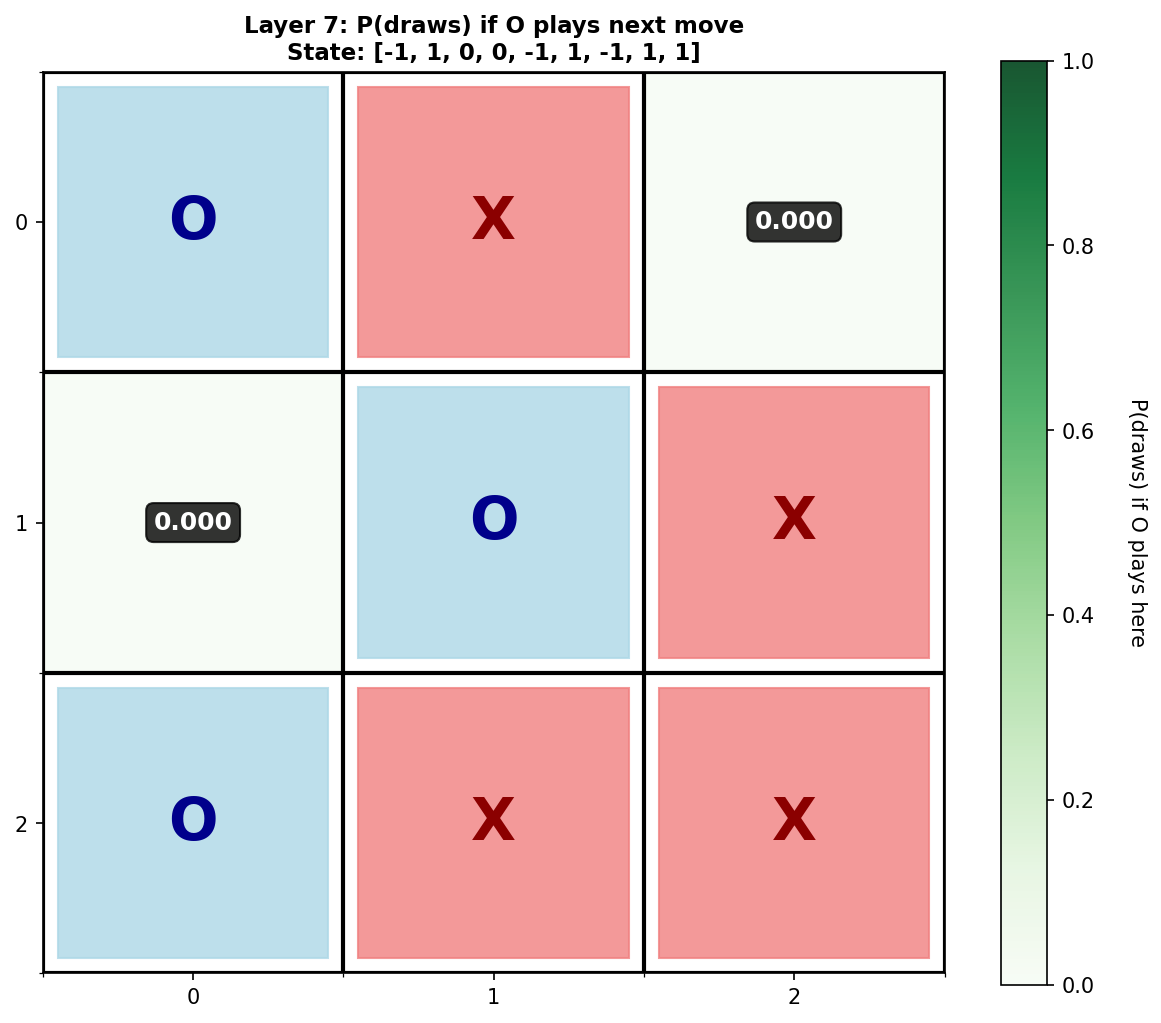 Layer 7: P(draws) if O plays next move
State: [-1, 1, 0, 0, -1, 1, -1, 1, 1]
O X 0.000
0.000 O X
O X X
0
1
2
0 1 2
1.0
0.8
0.6
0.4
0.2
0.0
P(draws) if O plays here